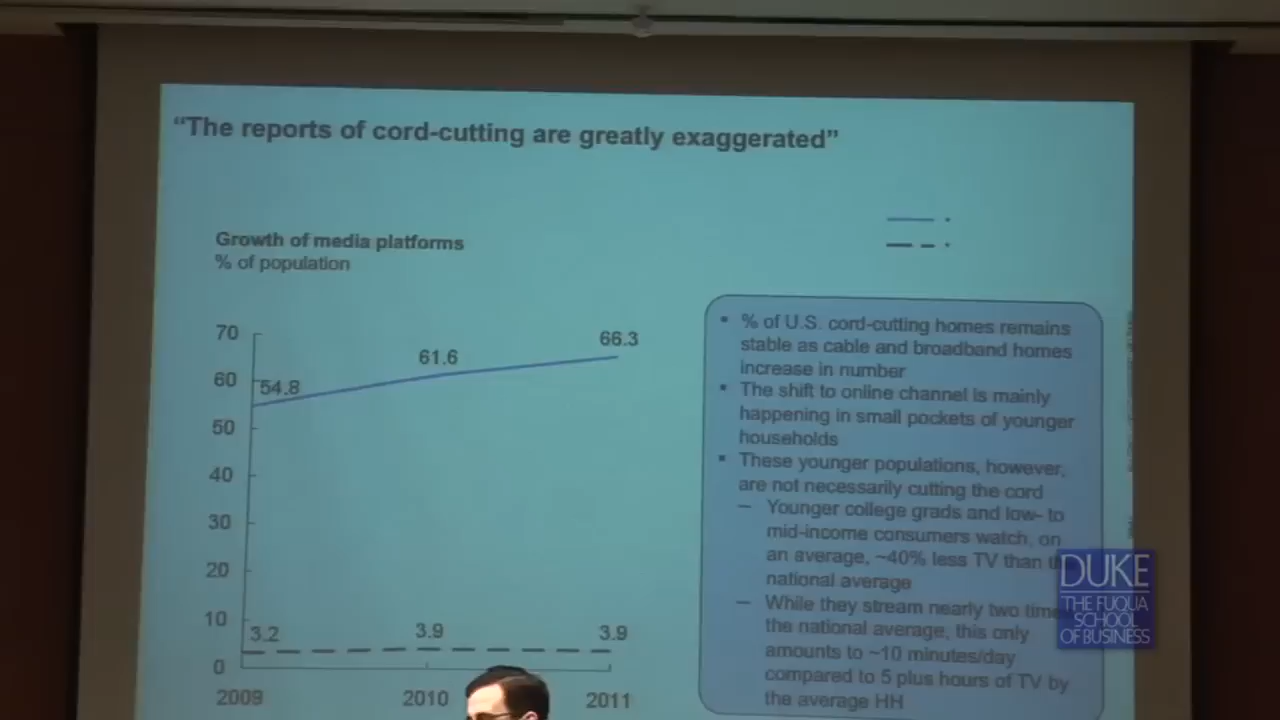 “The reports of cord-cutting are greatly exaggerated”
Growth of media platforms
% of population
70
60
50
40
30
20
10
0
54.8
61.6
66.3
3.2
3.9
3.9
2009
2010
2011
▪ % of U.S. cord-cutting homes remains
stable as cable and broadband homes
increase in number
▪ The shift to online channel is mainly
happening in small pockets of younger
households
▪ These younger populations, however,
are not necessarily cutting the cord
– Younger college grads and low- to
mid-income consumers watch, on
an average, ~40% less TV than
national average
– While they stream nearly two
the national average, this only
amounts to ~10 minutes/day
compared to 5 plus hours of TV by
the average HH
DUKE
THE FUQUA
SCHOOL
OF BUSINESS